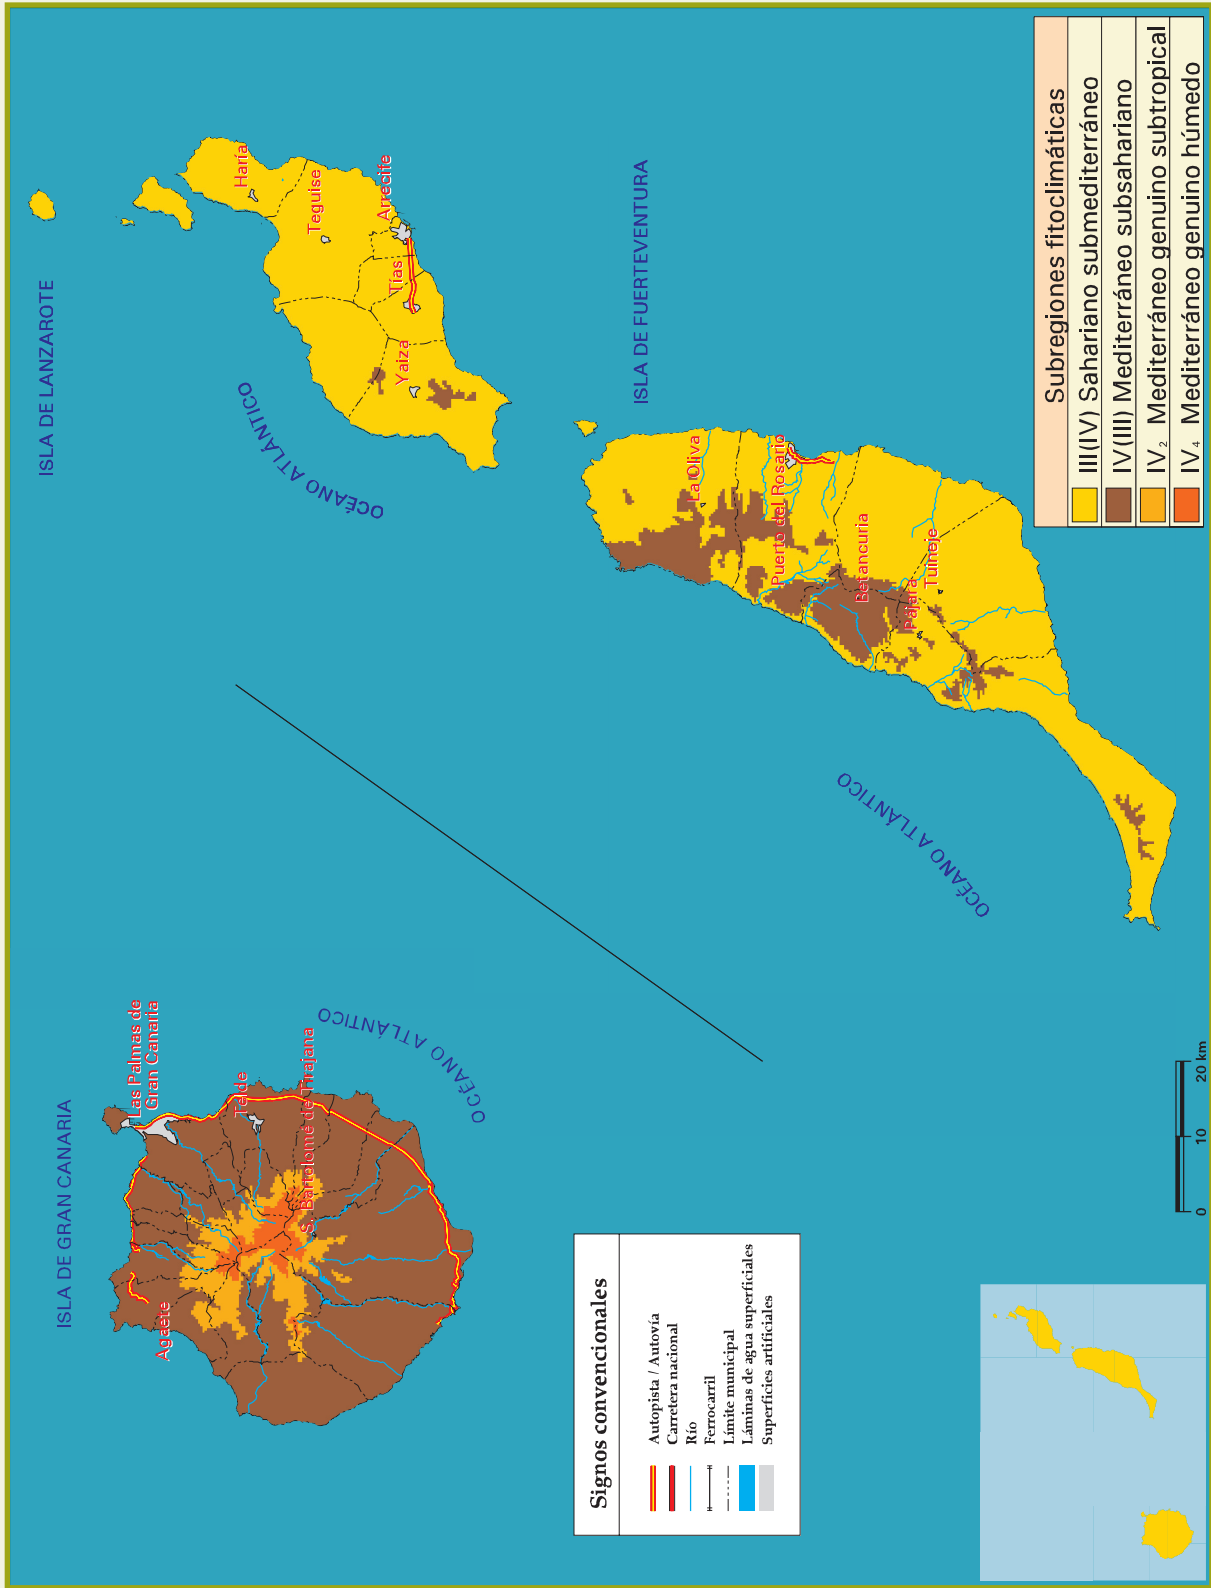 ISLA DE LANZAROTE
Haría
Teguise
Arrecife
Tías
Yaiza
OCÉANO ATLÁNTICO
ISLA DE FUERTEVENTURA
La Oliva
Puerto del Rosario
Betancuria
Pájara
Tuineje
OCÉANO ATLÁNTICO
ISLA DE GRAN CANARIA
Las Palmas de
Gran Canaria
Telde
S. Bartolomé de Tirajana
Agaete
OCÉANO ATLÁNTICO
Subregiones fitoclimáticas
III(IV) Sahariano submediterráneo
IV(III) Mediterráneo subsahariano
IV₂ Mediterráneo genuino subtropical
IV₄ Mediterráneo genuino húmedo
Signos convencionales
Autopista / Autovía
Carretera nacional
Río
Ferrocarril
Límite municipal
Láminas de agua superficiales
Superficies artificiales
0 10 20 km